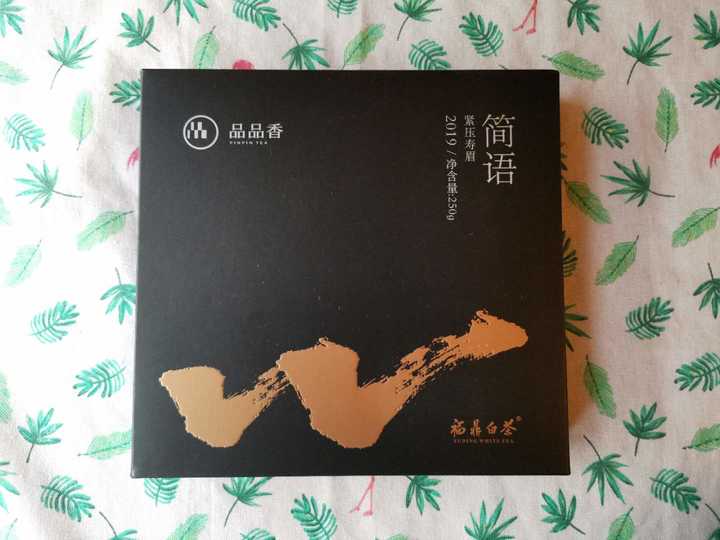 品品香
PINPIN TEA
简语
紧压寿眉
2019 / 净含量:250g
福鼎白茶®
FUDING WHITE TEA